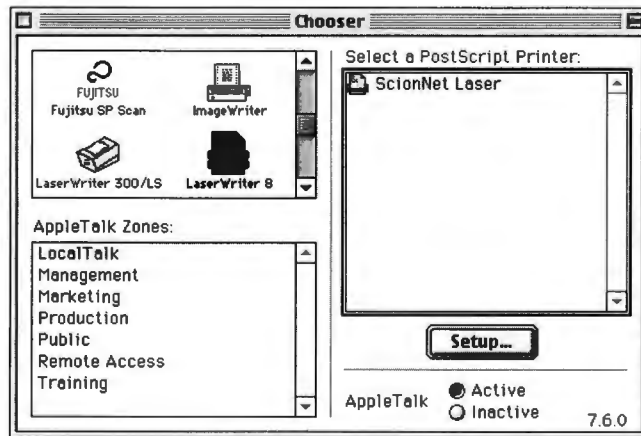 Chooser
FUJITSU
Fujitsu SP Scan
ImageWriter
LaserWriter 300/LS
LaserWriter 8
AppleTalk Zones:
LocalTalk
Management
Marketing
Production
Public
Remote Access
Training
Select a PostScript Printer:
ScionNet Laser
Setup...
AppleTalk
Active
Inactive
7.6.0